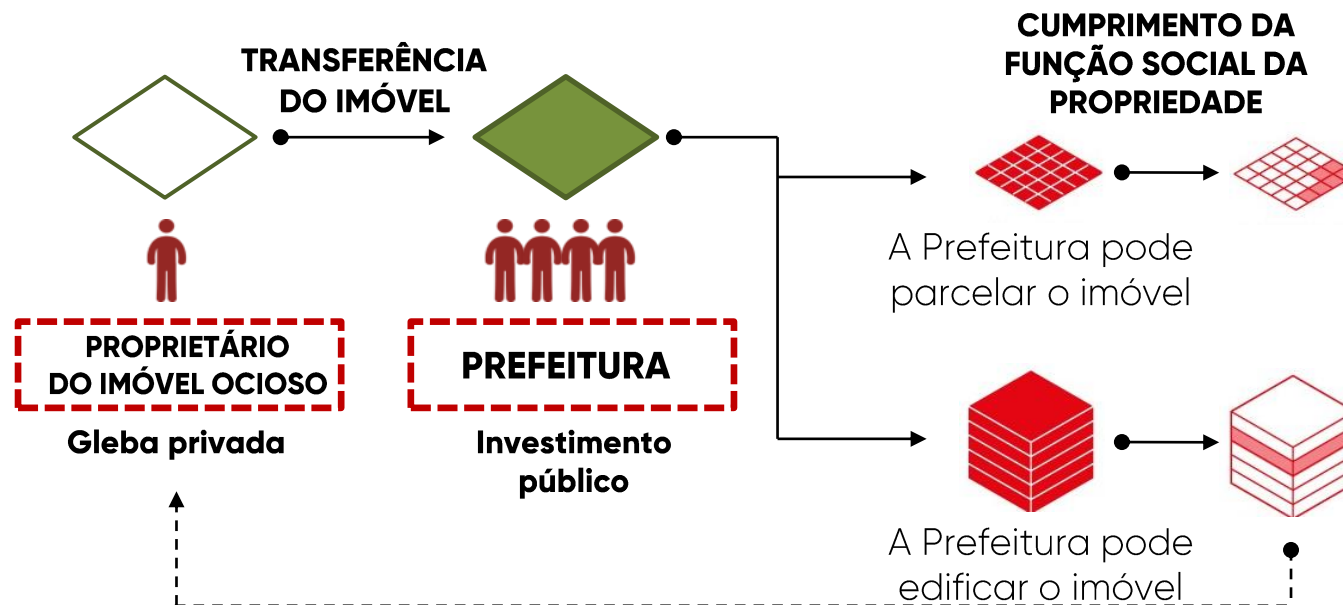 TRANSFERÊNCIA
DO IMÓVEL
CUMPRIMENTO DA
FUNÇÃO SOCIAL DA
PROPRIEDADE
PROPRIETÁRIO
DO IMÓVEL OCIOSO
Gleba privada
PREFEITURA
Investimento
público
A Prefeitura pode
parcelar o imóvel
A Prefeitura pode
edificar o imóvel